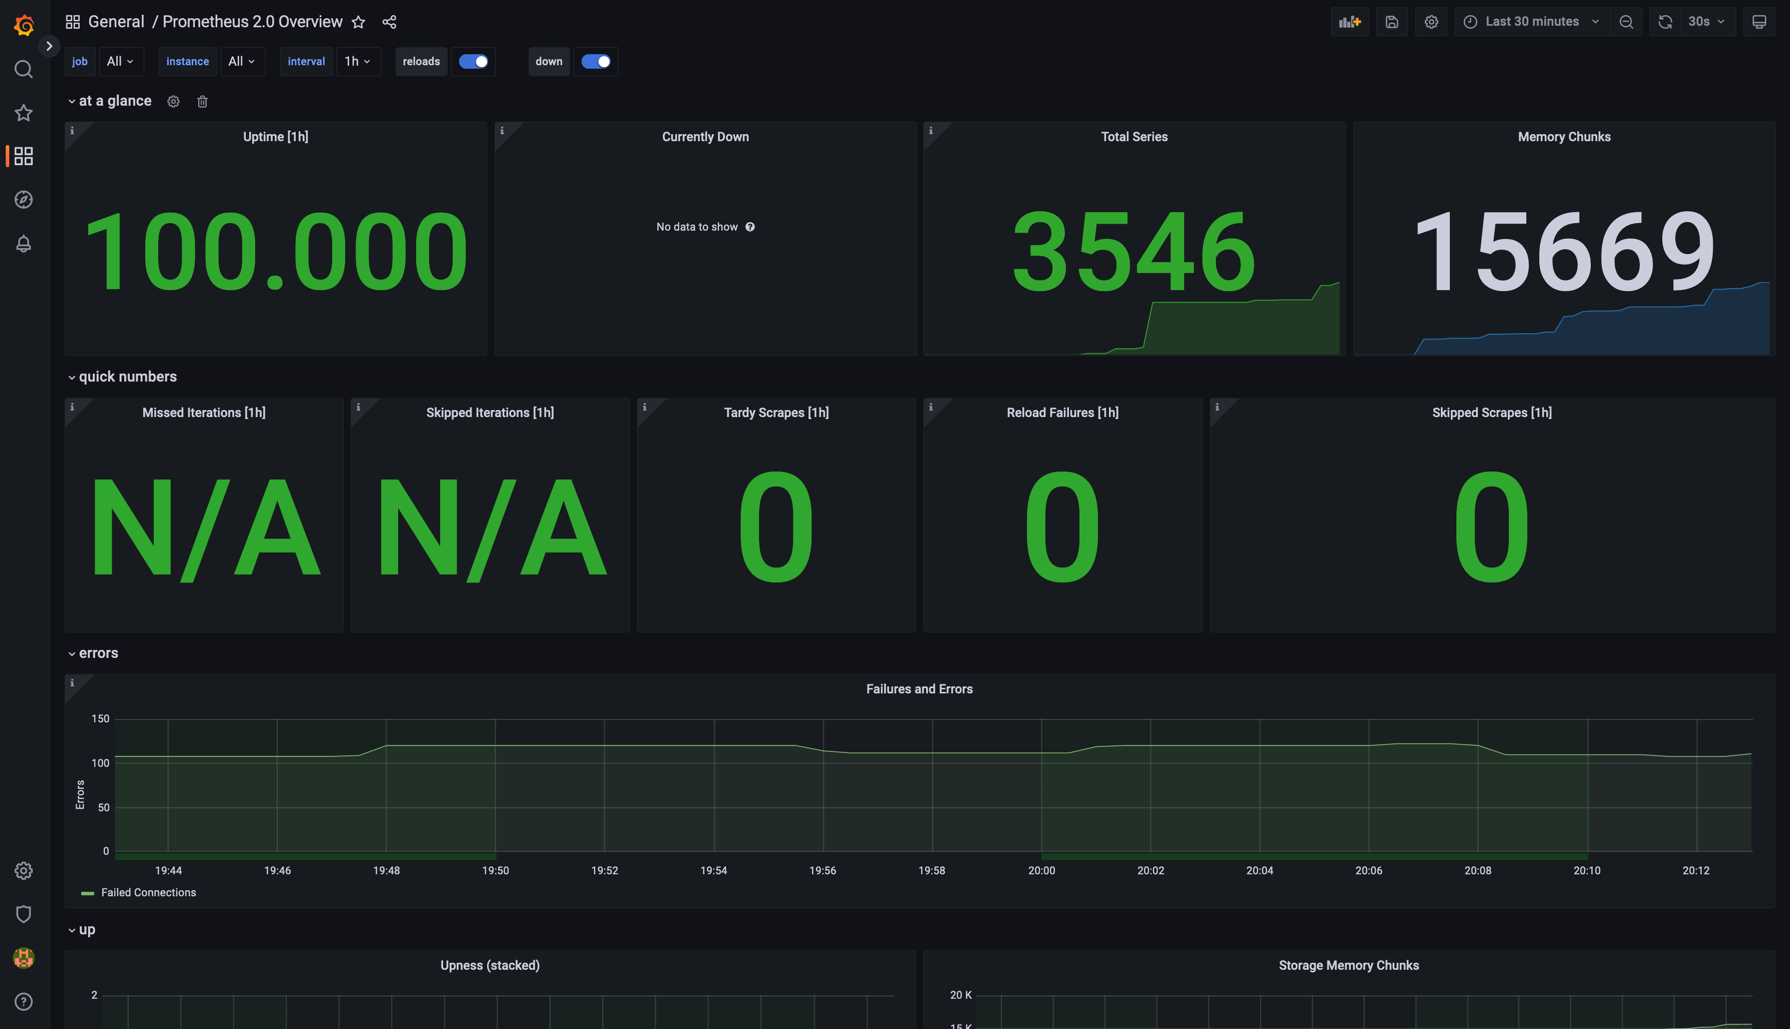 General / Prometheus 2.0 Overview
Last 30 minutes
30s
job All instance All interval 1h reloads down
at a glance
Uptime [1h]
100.000
Currently Down
No data to show
Total Series
3546
Memory Chunks
15669
quick numbers
Missed Iterations [1h]
N/A
Skipped Iterations [1h]
N/A
Tardy Scrapes [1h]
0
Reload Failures [1h]
0
Skipped Scrapes [1h]
0
errors
Failures and Errors
Errors
150
100
50
0
19:44 19:46 19:48 19:50 19:52 19:54 19:56 19:58 20:00 20:02 20:04 20:06 20:08 20:10 20:12
Failed Connections
up
Upness (stacked)
2
Storage Memory Chunks
20 K
15 K